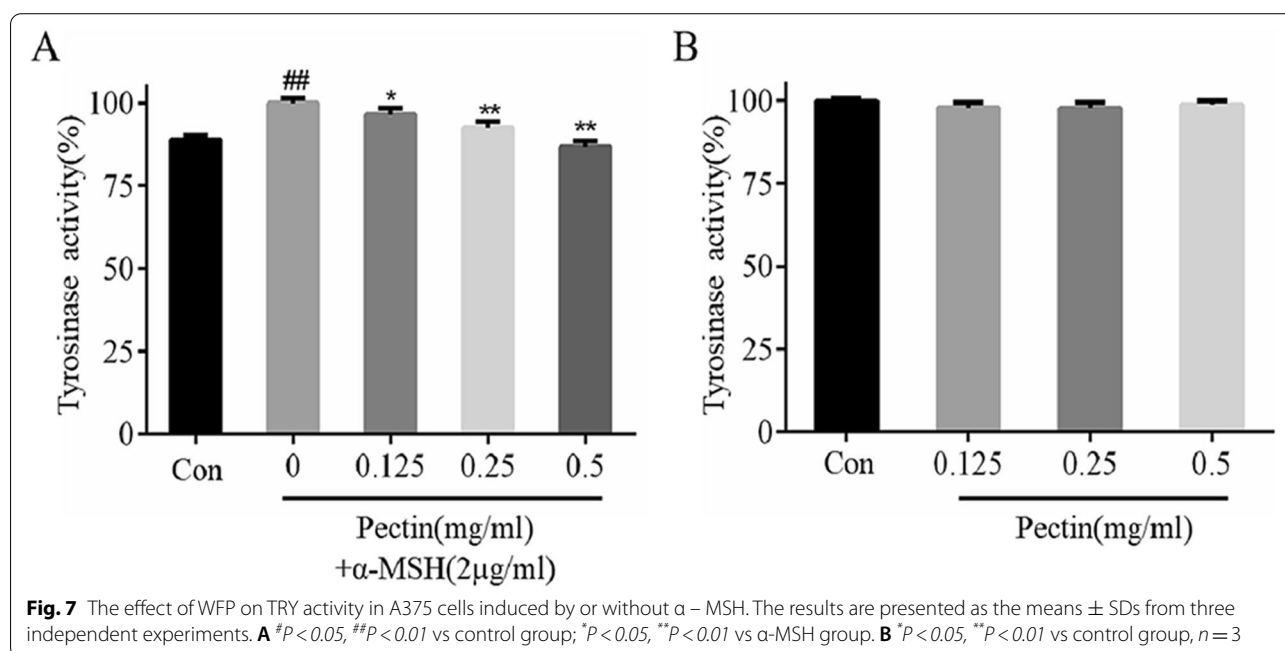 A
Tyrosinase activity(%)
100
75
50
25
0
##
*
**
**
Con 0 0.125 0.25 0.5
Pectin(mg/ml)
+α-MSH(2μg/ml)
B
Tyrosinase activity(%)
100
75
50
25
0
Con 0.125 0.25 0.5
Pectin(mg/ml)
Fig. 7 The effect of WFP on TRY activity in A375 cells induced by or without α – MSH. The results are presented as the means ± SDs from three
independent experiments. A #P < 0.05, ##P < 0.01 vs control group; *P < 0.05, **P < 0.01 vs α-MSH group. B *P < 0.05, **P < 0.01 vs control group, n = 3